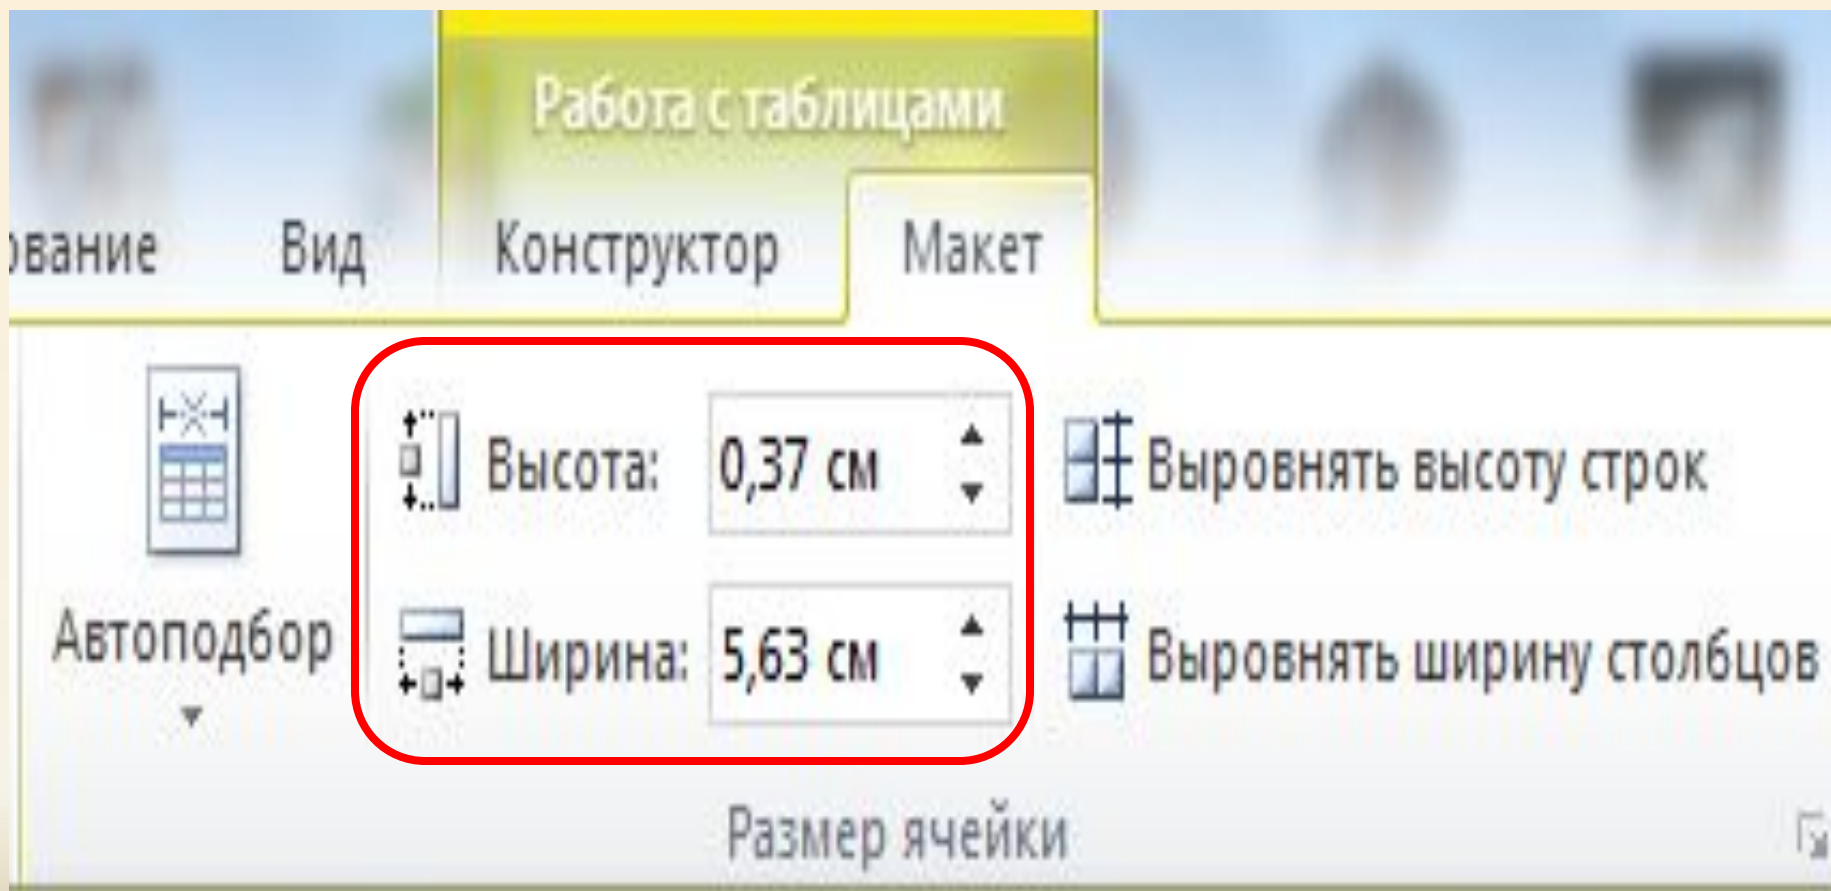 Работа с таблицами
ование Вид Конструктор Макет
Высота: 0,37 см Выровнять высоту строк
Автоподбор Ширина: 5,63 см Выровнять ширину столбцов
Размер ячейки